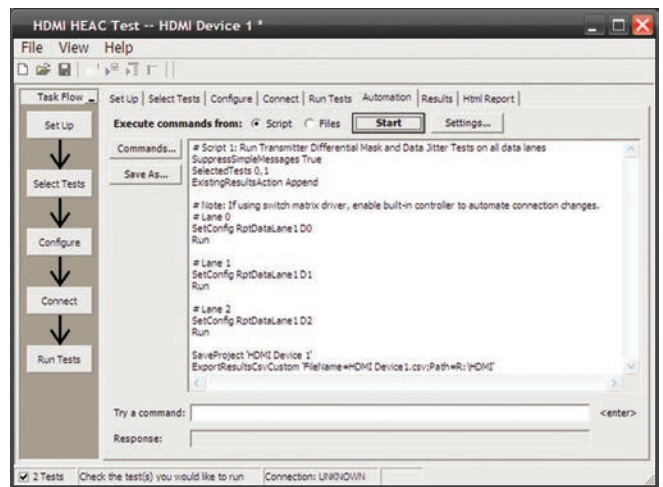 HDMI HEAC Test -- HDMI Device 1 *
File View Help
Task Flow
Set Up | Select Tests | Configure | Connect | Run Tests | Automation | Results | Html Report |
Set Up
Select Tests
Configure
Connect
Run Tests
Execute commands from: Script Files Start Settings...
Commands...
Save As...
# Script 1: Run Transmitter Differential Mask and Data Jitter Tests on all data lanes
SuppressSimpleMessages True
SelectedTests 0,1
ExistingResultsAction Append
# Note: If using switch matrix driver, enable built-in controller to automate connection changes.
# Lane 0
SetConfig RptDataLane1 D0
Run
# Lane 1
SetConfig RptDataLane1 D1
Run
# Lane 2
SetConfig RptDataLane1 D2
Run
SaveProject 'HDMI Device 1'
ExportResultsCsvCustom 'FileName=HDMI Device1.csv;Path=R:\HDMI'
Try a command: <enter>
Response:
2 Tests Check the test(s) you would like to run Connection: UNKNOWN